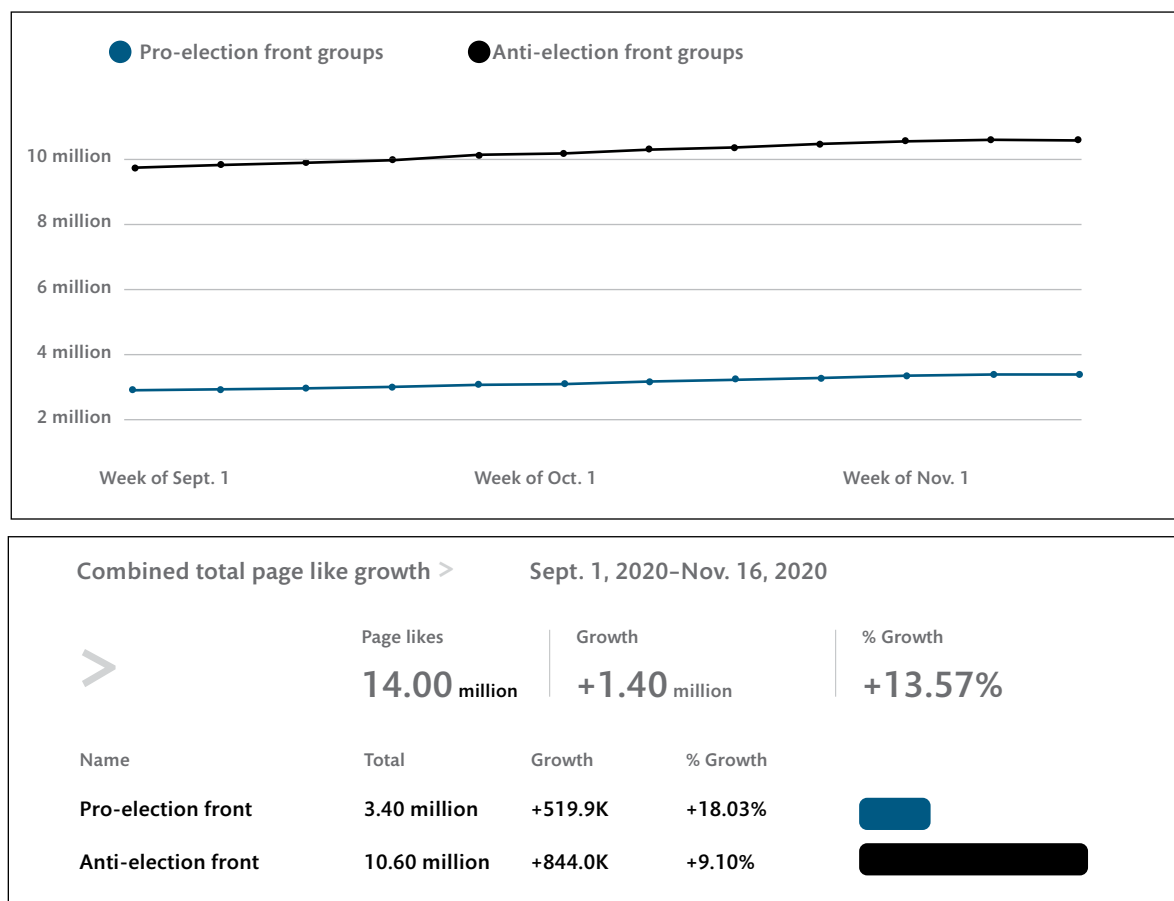 Pro-election front groups
Anti-election front groups
10 million
8 million
6 million
4 million
2 million
Week of Sept. 1
Week of Oct. 1
Week of Nov. 1
Combined total page like growth > Sept. 1, 2020–Nov. 16, 2020
>
Page likes Growth % Growth
14.00 million +1.40 million +13.57%
Name Total Growth % Growth
Pro-election front 3.40 million +519.9K +18.03%
Anti-election front 10.60 million +844.0K +9.10%